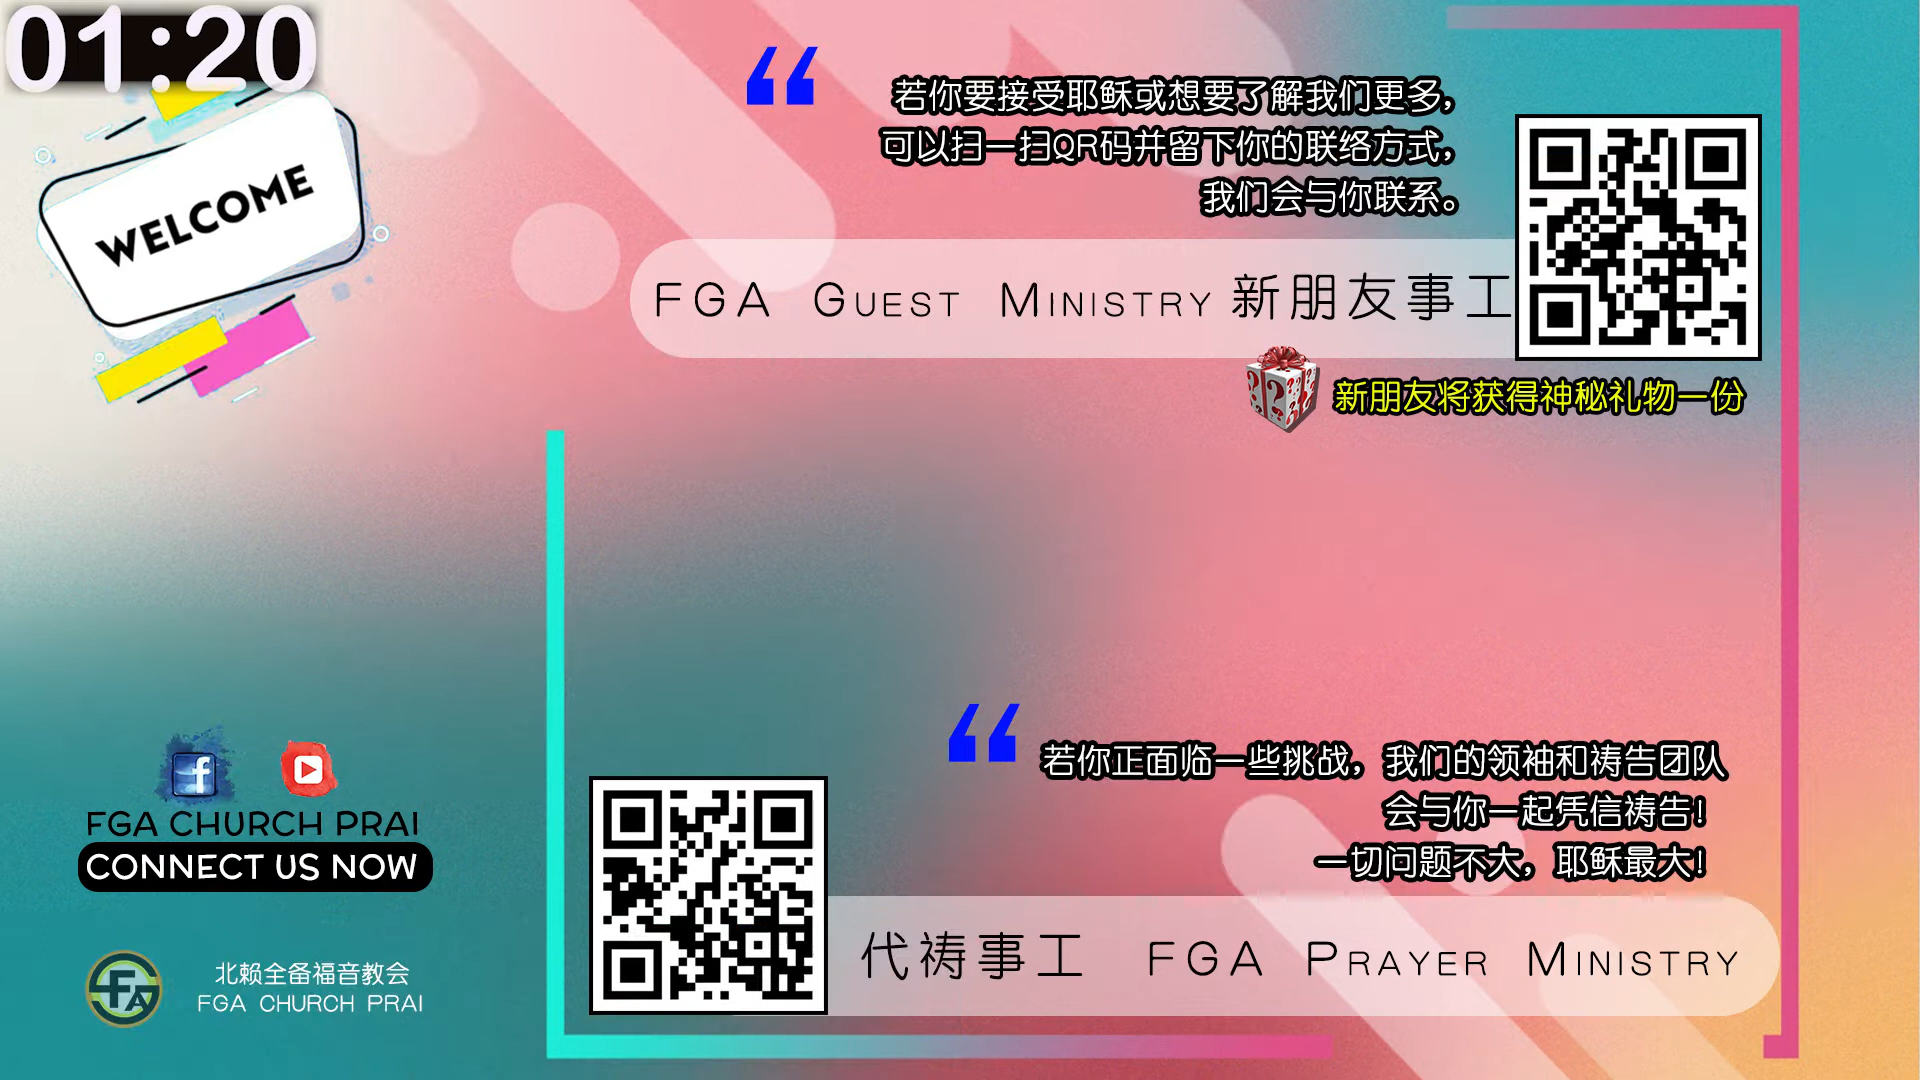 01:20
WELCOME
若你要接受耶稣或想要了解我们更多,
可以扫一扫QR码并留下你的联络方式,
我们会与你联系。
FGA GUEST MINISTRY 新朋友事工
新朋友将获得神秘礼物一份
若你正面临一些挑战，我们的领袖和祷告团队
会与你一起凭信祷告!
一切问题不大，耶稣最大!
代祷事工 FGA PRAYER MINISTRY
FGA CHURCH PRAI
CONNECT US NOW
北赖全备福音教会
FGA CHURCH PRAI